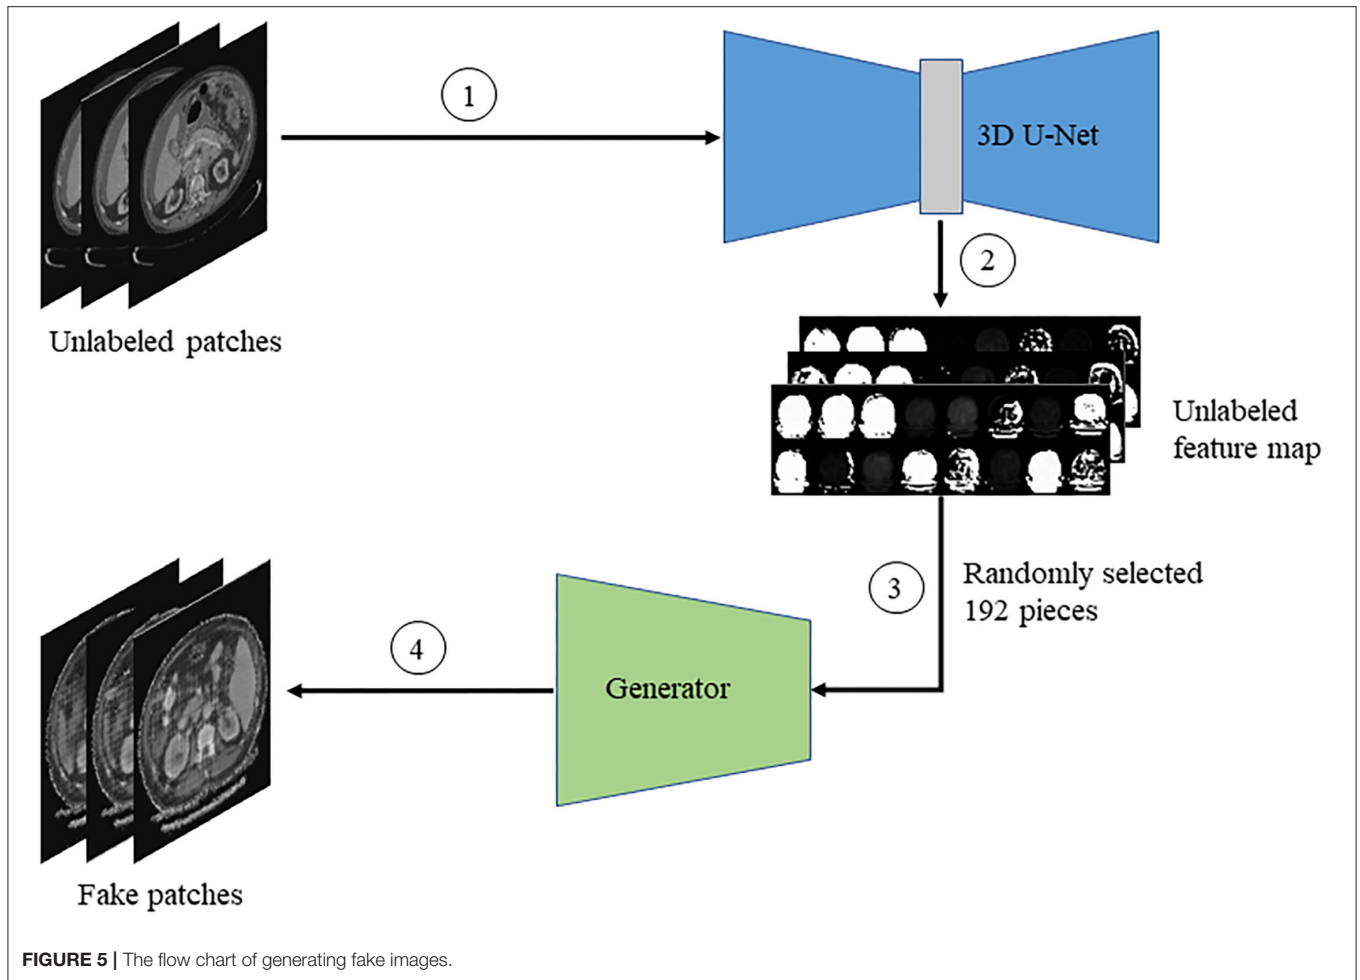 1
3D U-Net
2
Unlabeled patches
Unlabeled
feature map
3
Randomly selected
192 pieces
4
Generator
Fake patches
FIGURE 5 | The flow chart of generating fake images.